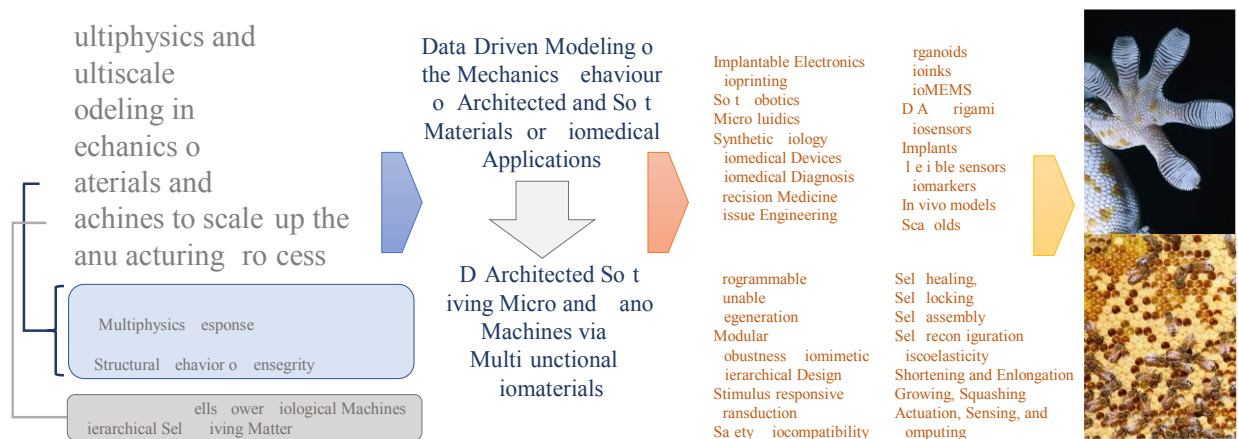 ultiphysics and
ultiscale
odeling in
echanics o
aterials and
achines to scale up the
anu acturing ro cess
Multiphysics esponse
Structural ehavior o ensegrity
ells ower iological Machines
ierarchical Sel iving Matter
Data Driven Modeling o
the Mechanics ehaviour
o Architected and So t
Materials or iomedical
Applications
D Architected So t
iving Micro and ano
Machines via
Multi unctional
iomaterials
Implantable Electronics
ioprinting
So t obotics
Micro luidics
Synthetic iology
iomedical Devices
iomedical Diagnosis
recision Medicine
issue Engineering
rganoids
ioinks
ioMEMS
D A rigami
iosensors
Implants
l e i ble sensors
iomarkers
In vivo models
Sca olds
rogrammable
unable
egeneration
Modular
obustness iomimetic
ierarchical Design
Stimulus responsive
ransduction
Sa ety iocompatibility
Sel healing,
Sel locking
Sel assembly
Sel recon iguration
iscoelasticity
Shortening and Enlongation
Growing, Squashing
Actuation, Sensing, and
omputing